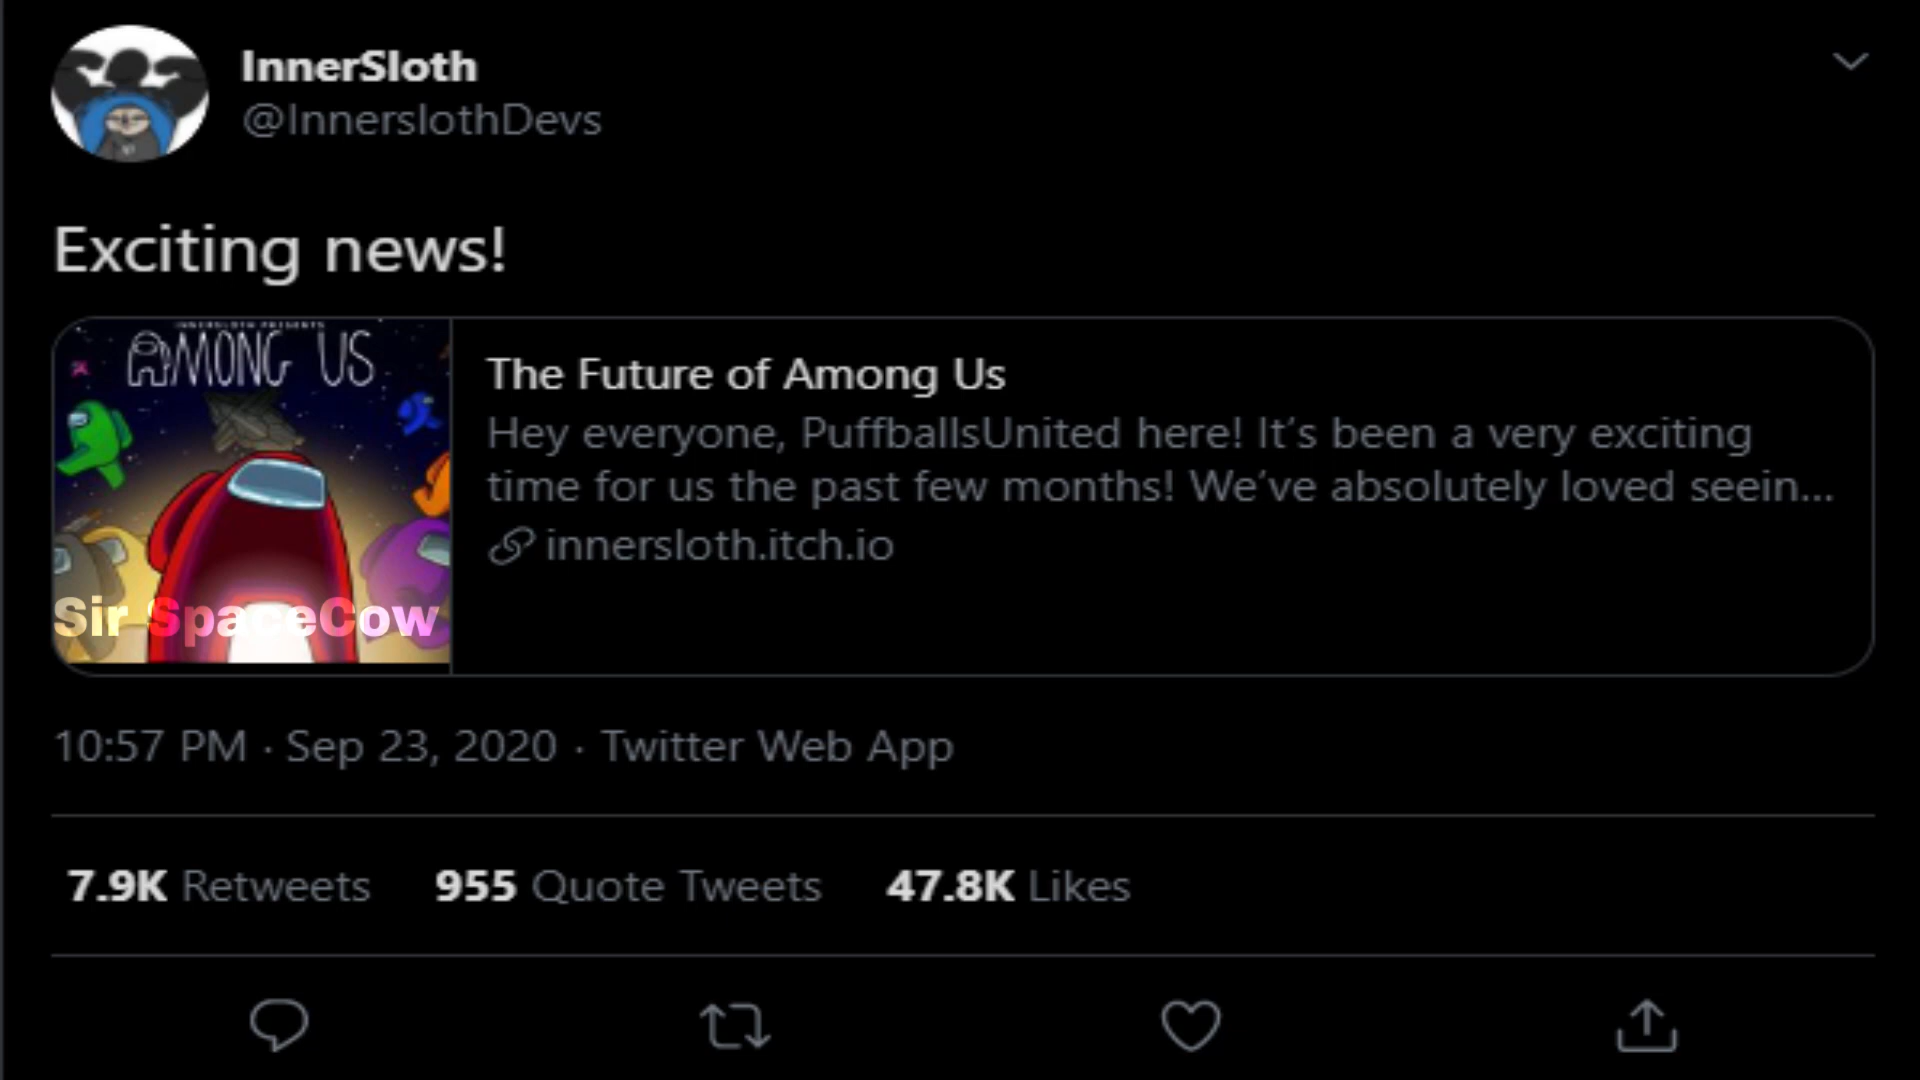 InnerSloth
@InnerslothDevs
Exciting news!
INNERSLOTH PRESENTS
AMONG US
Sir SpaceCow
The Future of Among Us
Hey everyone, PuffballsUnited here! It’s been a very exciting
time for us the past few months! We’ve absolutely loved seein...
innersloth.itch.io
10:57 PM · Sep 23, 2020 · Twitter Web App
7.9K Retweets 955 Quote Tweets 47.8K Likes